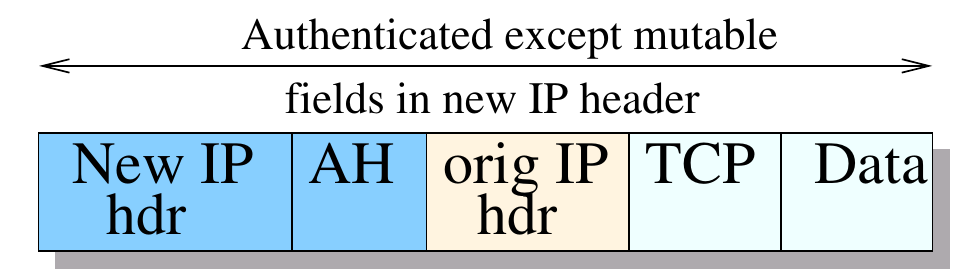 Authenticated except mutable
fields in new IP header
New IP hdr
AH
orig IP hdr
TCP
Data